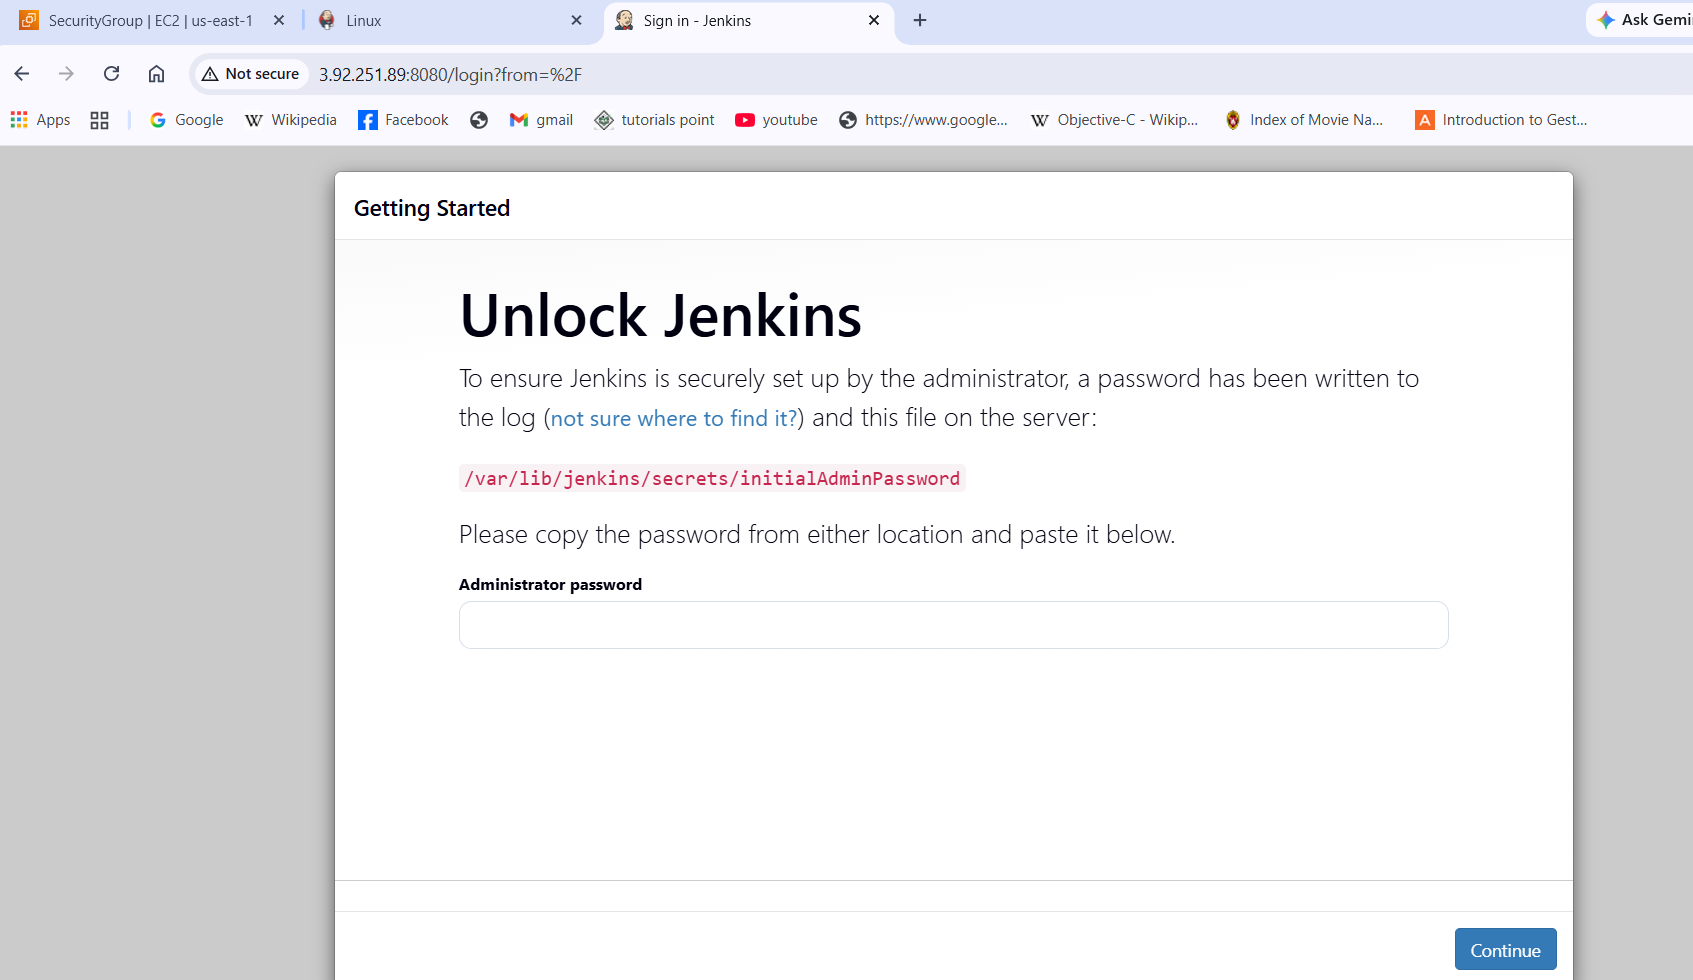 SecurityGroup | EC2 | us-east-1
Linux
Sign in - Jenkins
Ask Gemi
Not secure
3.92.251.89:8080/login?from=%2F
Apps
Google
Wikipedia
Facebook
gmail
tutorials point
youtube
https://www.google...
Objective-C - Wikip...
Index of Movie Na...
Introduction to Gest...
Getting Started
Unlock Jenkins
To ensure Jenkins is securely set up by the administrator, a password has been written to
the log (not sure where to find it?) and this file on the server:
/var/lib/jenkins/secrets/initialAdminPassword
Please copy the password from either location and paste it below.
Administrator password
Continue